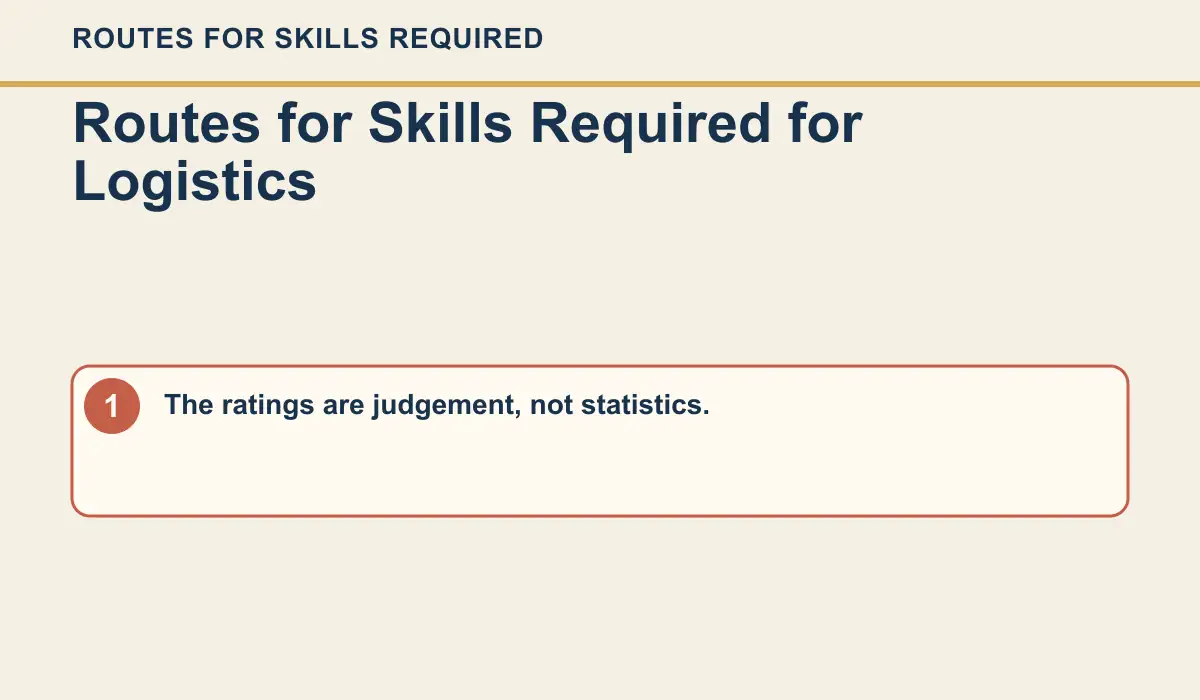 ROUTES FOR SKILLS REQUIRED
Routes for Skills Required for
Logistics
1
The ratings are judgement, not statistics.